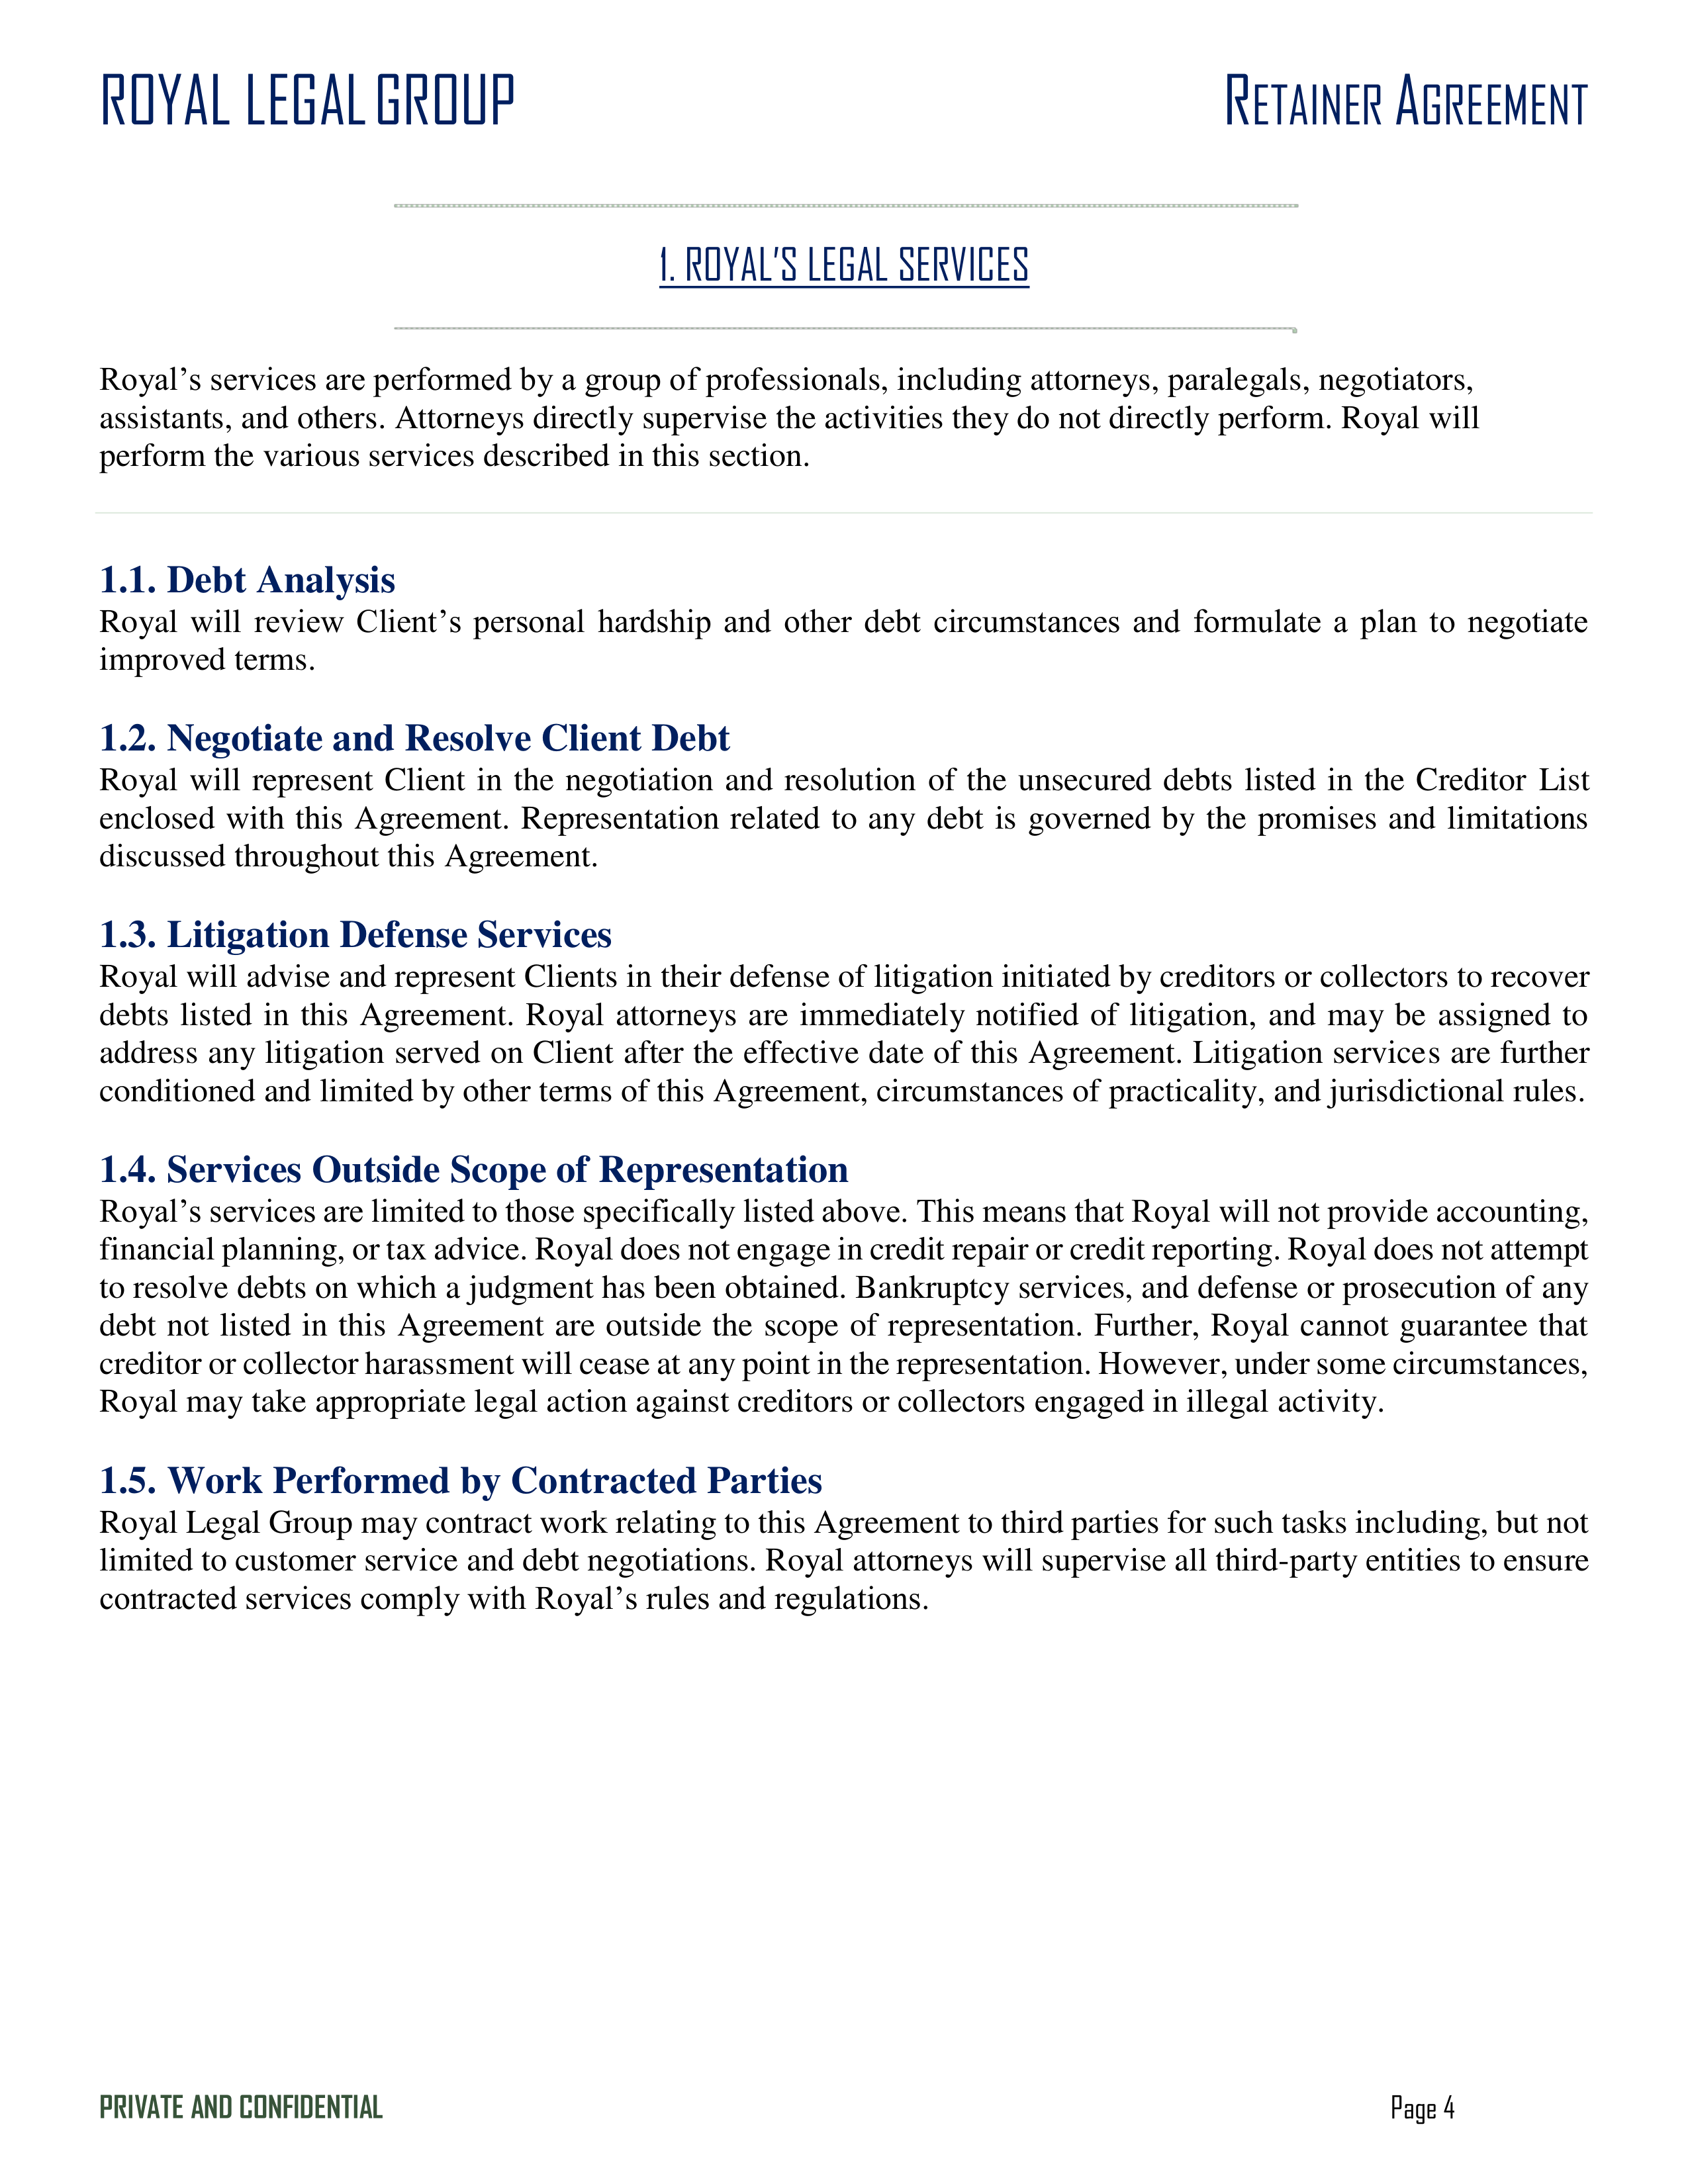 ROYAL LEGAL GROUP
RETAINER AGREEMENT
1. ROYAL'S LEGAL SERVICES
Royal’s services are performed by a group of professionals, including attorneys, paralegals, negotiators,
assistants, and others. Attorneys directly supervise the activities they do not directly perform. Royal will
perform the various services described in this section.
1.1. Debt Analysis
Royal will review Client’s personal hardship and other debt circumstances and formulate a plan to negotiate
improved terms.
1.2. Negotiate and Resolve Client Debt
Royal will represent Client in the negotiation and resolution of the unsecured debts listed in the Creditor List
enclosed with this Agreement. Representation related to any debt is governed by the promises and limitations
discussed throughout this Agreement.
1.3. Litigation Defense Services
Royal will advise and represent Clients in their defense of litigation initiated by creditors or collectors to recover
debts listed in this Agreement. Royal attorneys are immediately notified of litigation, and may be assigned to
address any litigation served on Client after the effective date of this Agreement. Litigation services are further
conditioned and limited by other terms of this Agreement, circumstances of practicality, and jurisdictional rules.
1.4. Services Outside Scope of Representation
Royal’s services are limited to those specifically listed above. This means that Royal will not provide accounting,
financial planning, or tax advice. Royal does not engage in credit repair or credit reporting. Royal does not attempt
to resolve debts on which a judgment has been obtained. Bankruptcy services, and defense or prosecution of any
debt not listed in this Agreement are outside the scope of representation. Further, Royal cannot guarantee that
creditor or collector harassment will cease at any point in the representation. However, under some circumstances,
Royal may take appropriate legal action against creditors or collectors engaged in illegal activity.
1.5. Work Performed by Contracted Parties
Royal Legal Group may contract work relating to this Agreement to third parties for such tasks including, but not
limited to customer service and debt negotiations. Royal attorneys will supervise all third-party entities to ensure
contracted services comply with Royal’s rules and regulations.
PRIVATE AND CONFIDENTIAL
Page 4